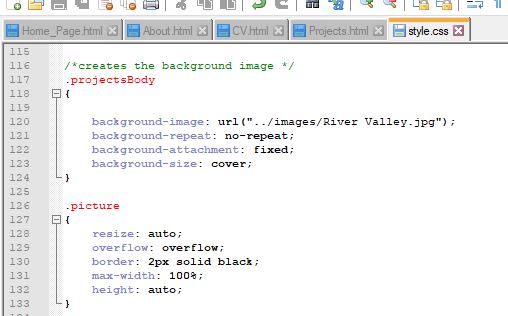 Home_Page.html About.html CV.html Projects.html style.css
115
116 /*creates the background image */
117 .projectsBody
118 {
119
120 background-image: url("../images/River Valley.jpg");
121 background-repeat: no-repeat;
122 background-attachment: fixed;
123 background-size: cover;
124 }
125
126 .picture
127 {
128 resize: auto;
129 overflow: overflow;
130 border: 2px solid black;
131 max-width: 100%;
132 height: auto;
133 }